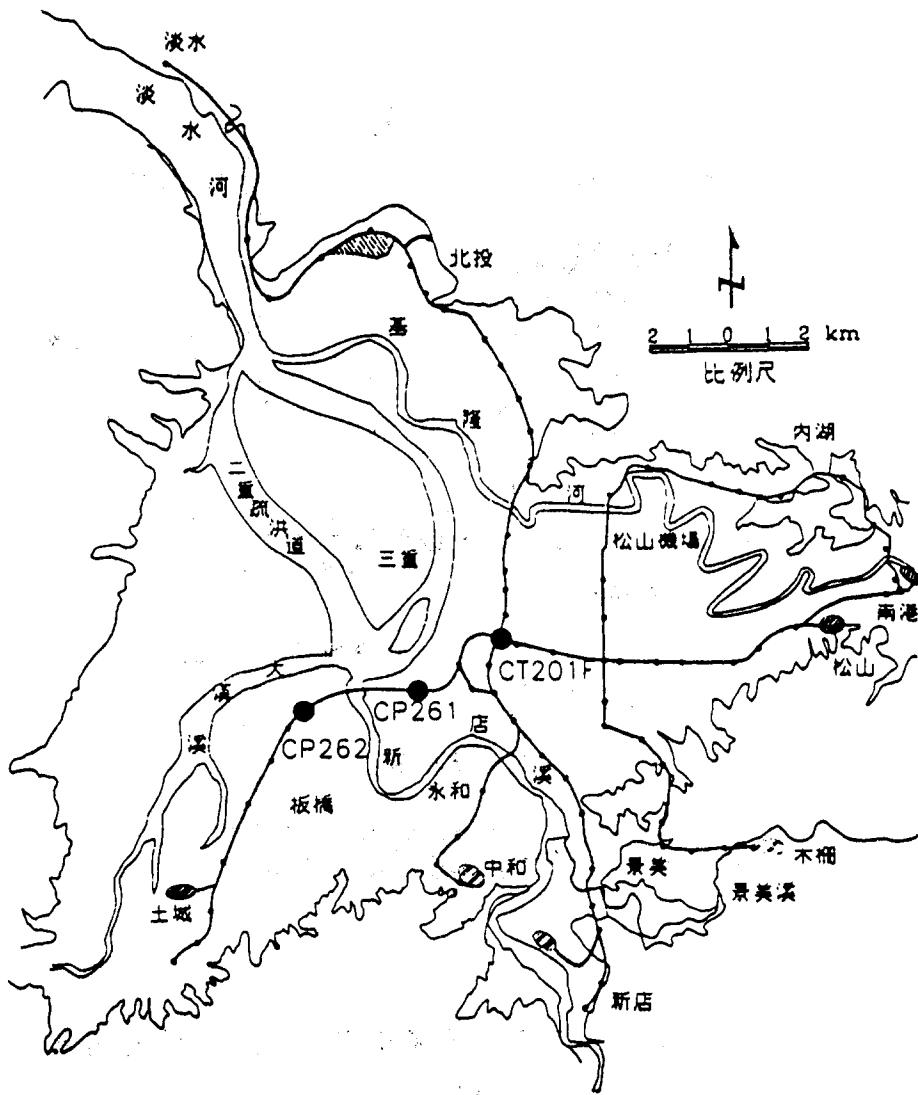 淡水
淡水河
北投
基隆河
2 1 0 1 2 km
比例尺
內湖
二重疏洪道
松山機場
三重
南港
松山
CT201F
大漢溪
CP261
CP262
新店溪
永和
板橋
中和
景美
木柵
景美溪
土城
新店